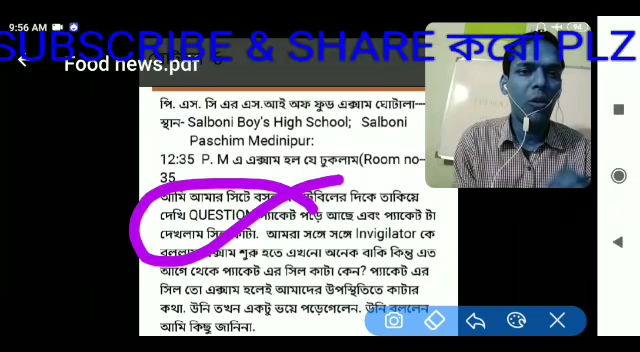 9:56 AM
94
SUBSCRIBE & SHARE করো PLZ
Food news.pdf
পি. এস. সি এর এস.আই অফ ফুড এক্সাম ঘোটালা---
স্থান- Salboni Boy's High School; Salboni
Paschim Medinipur:
12:35 P. M এ এক্সাম হল যে ঢুকলাম(Room no--
35
আমি আমার সিটে দিকে তাকিয়ে
দেখি QUESTION প্যাকেট পড়ে আছে এবং প্যাকেট টা
দেখলাম সিল কাটা. আমরা সঙ্গে সঙ্গে Invigilator কে
বললাম এক্সাম শুরু হতে এখনো অনেক বাকি কিন্তু এত
আগে থেকে প্যাকেট এর সিল কাটা কেন? প্যাকেট এর
সিল তো এক্সাম হলেই আমাদের উপস্থিতিতে কাটার
কথা. উনি তখন একটু ভয়ে পড়েগেলেন. উনি বললেন
আমি কিছু জানিনা.